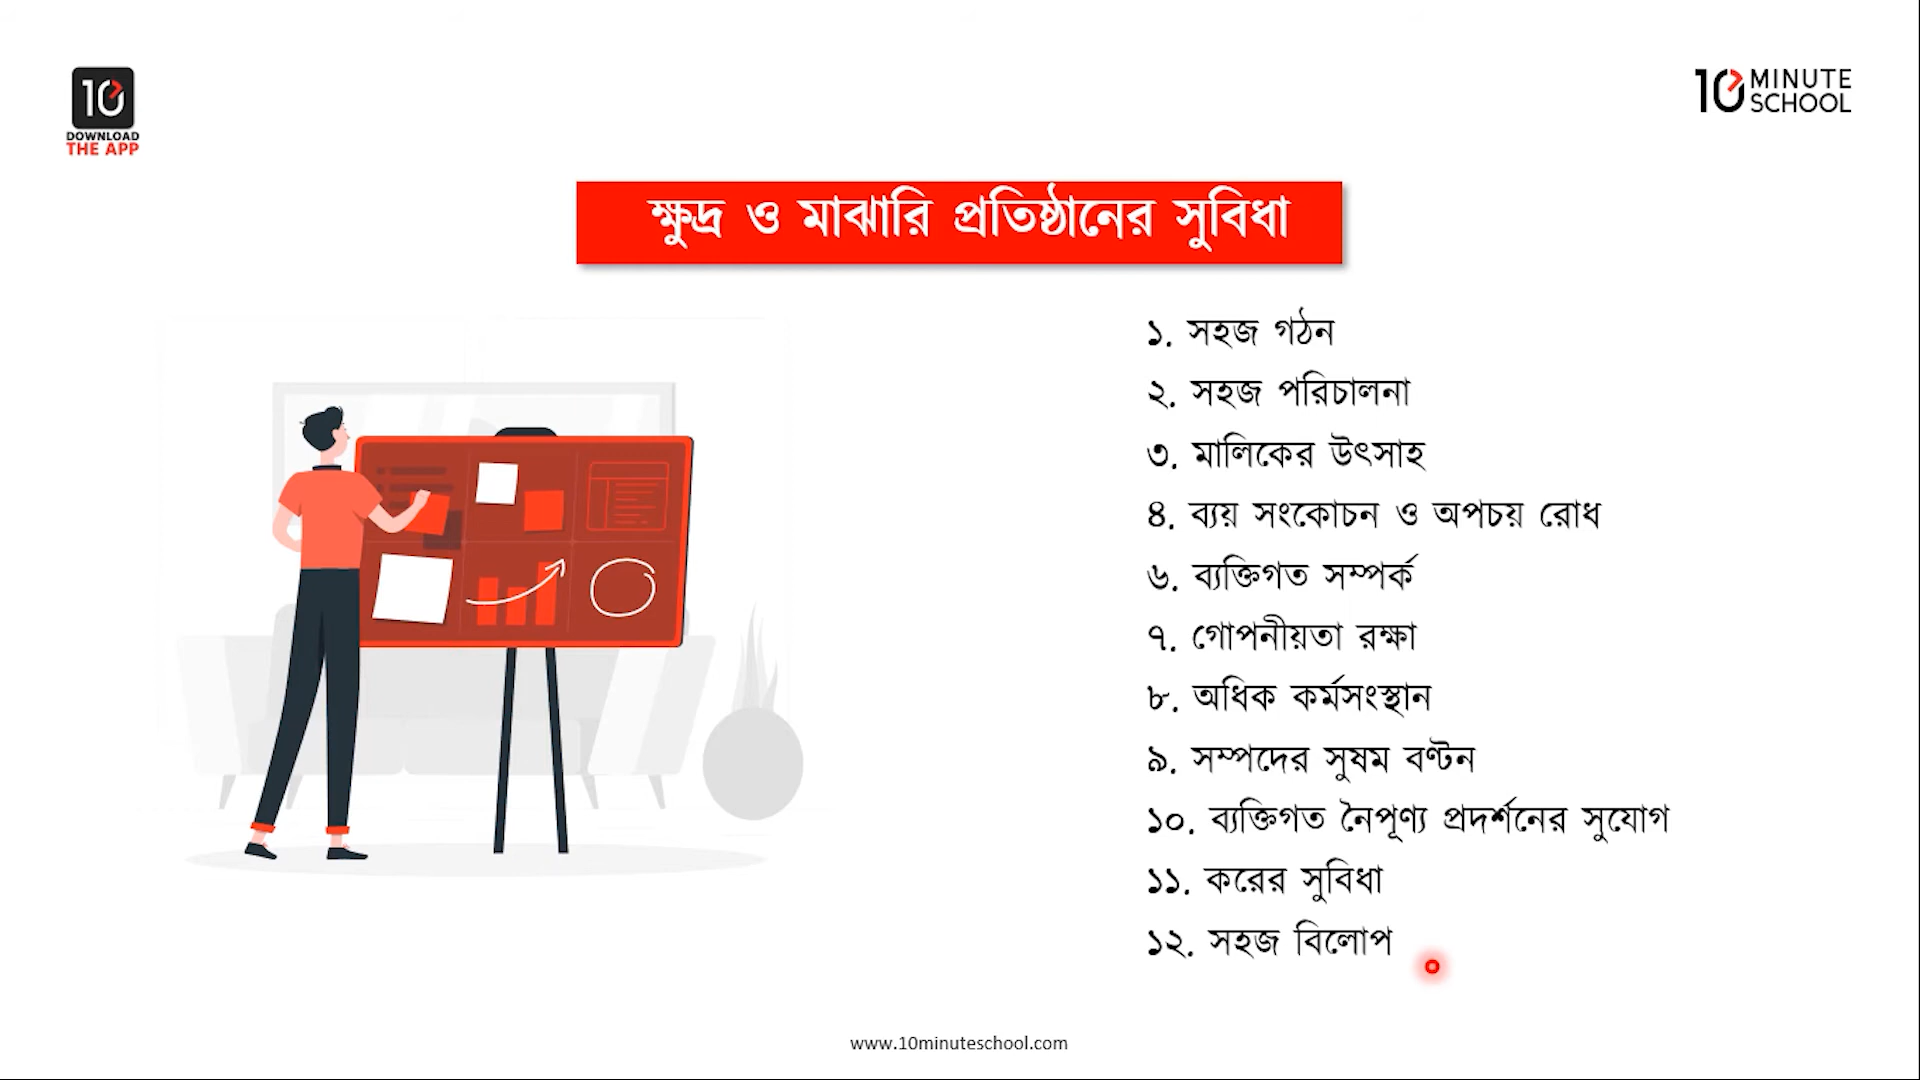 10
DOWNLOAD
THE APP
10 MINUTE
SCHOOL
ক্ষুদ্র ও মাঝারি প্রতিষ্ঠানের সুবিধা
১. সহজ গঠন
২. সহজ পরিচালনা
৩. মালিকের উৎসাহ
৪. ব্যয় সংকোচন ও অপচয় রোধ
৬. ব্যক্তিগত সম্পর্ক
৭. গোপনীয়তা রক্ষা
৮. অধিক কর্মসংস্থান
৯. সম্পদের সুষম বণ্টন
১০. ব্যক্তিগত নৈপূণ্য প্রদর্শনের সুযোগ
১১. করের সুবিধা
১২. সহজ বিলোপ
www.10minuteschool.com